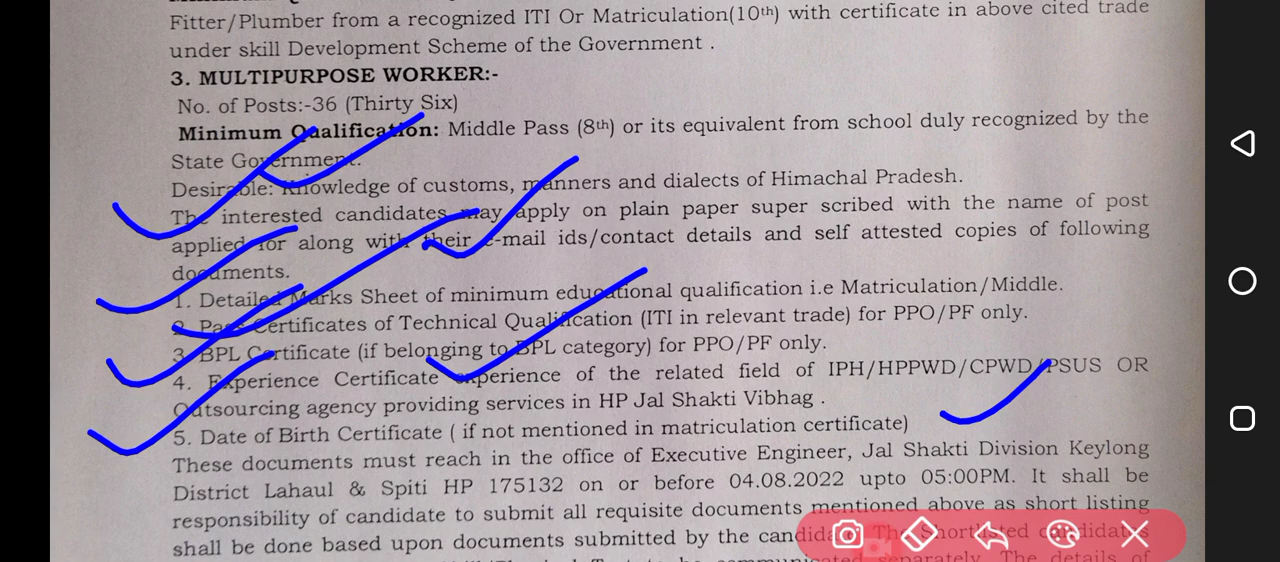 Fitter/Plumber from a recognized ITI Or Matriculation(10th) with certificate in above cited trade
under skill Development Scheme of the Government .
3. MULTIPURPOSE WORKER:-
No. of Posts:-36 (Thirty Six)
Minimum Qualification: Middle Pass (8th) or its equivalent from school duly recognized by the
State Government.
Desirable: Knowledge of customs, manners and dialects of Himachal Pradesh.
The interested candidates may apply on plain paper super scribed with the name of post
applied for along with their e-mail ids/contact details and self attested copies of following
documents.
1. Detailed Marks Sheet of minimum educational qualification i.e Matriculation/Middle.
2. Pass Certificates of Technical Qualification (ITI in relevant trade) for PPO/PF only.
3. BPL Certificate (if belonging to BPL category) for PPO/PF only.
4. Experience Certificate experience of the related field of IPH/HPPWD/CPWD/PSUS OR
Outsourcing agency providing services in HP Jal Shakti Vibhag .
5. Date of Birth Certificate ( if not mentioned in matriculation certificate)
These documents must reach in the office of Executive Engineer, Jal Shakti Division Keylong
District Lahaul & Spiti HP 175132 on or before 04.08.2022 upto 05:00PM. It shall be
responsibility of candidate to submit all requisite documents mentioned above as short listing
shall be done based upon documents submitted by the candidate. The Shortlisted candidates
separately. The details of